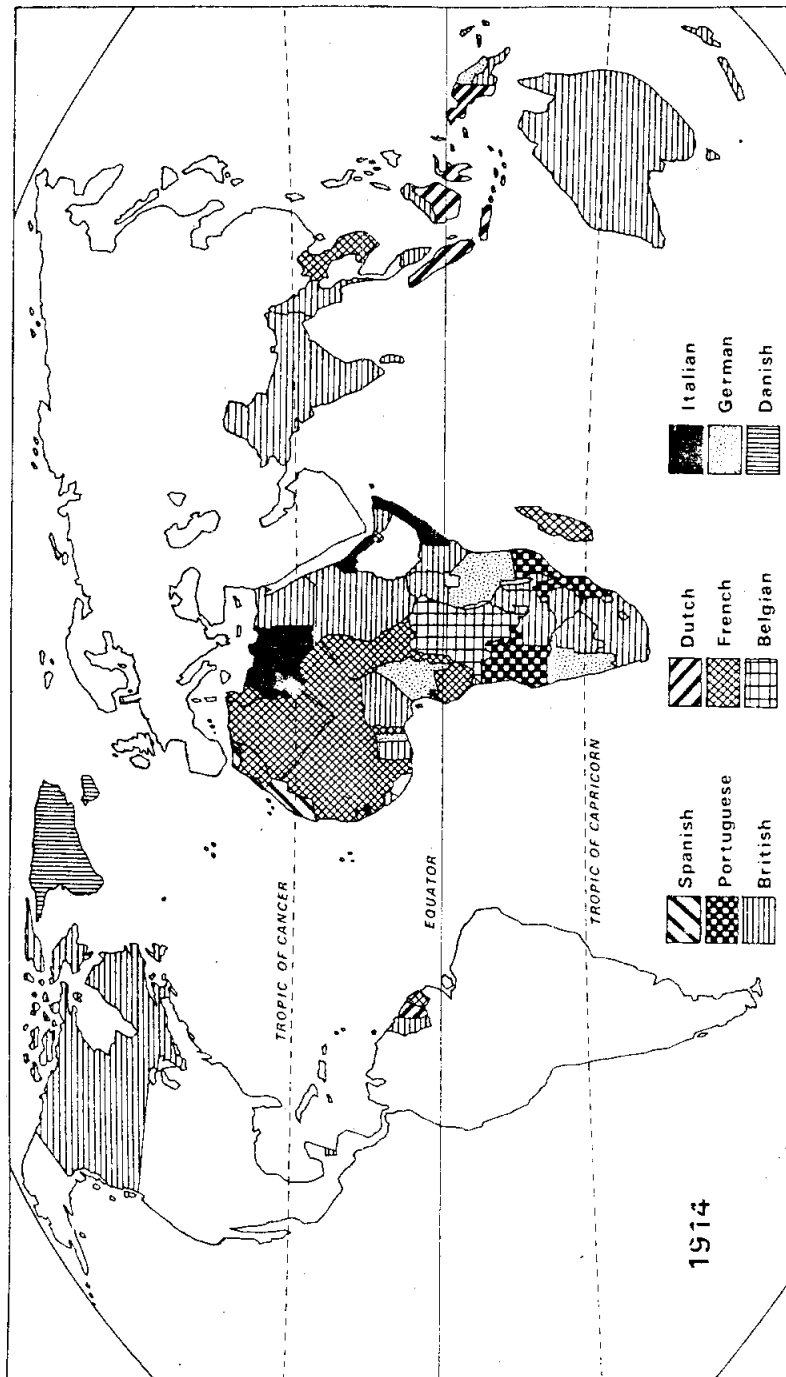 TROPIC OF CANCER
EQUATOR
TROPIC OF CAPRICORN
1914
Spanish
Portuguese
British
Dutch
French
Belgian
Italian
German
Danish